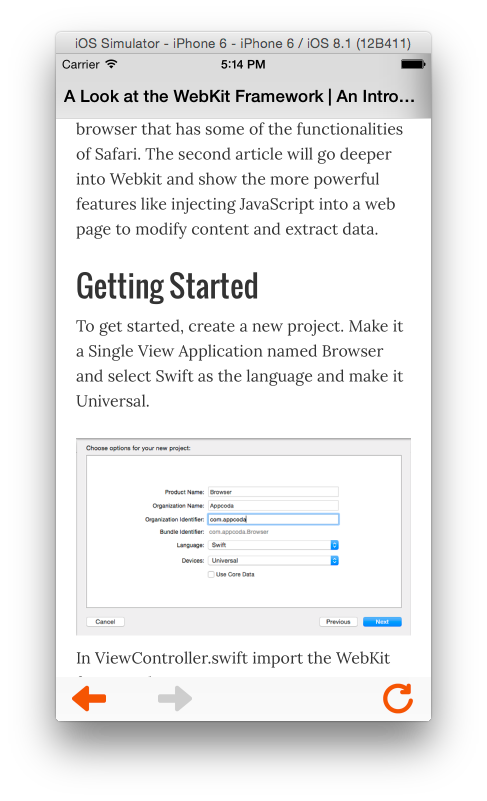 iOS Simulator - iPhone 6 - iPhone 6 / iOS 8.1 (12B411)
Carrier 5:14 PM
A Look at the WebKit Framework | An Intro…
browser that has some of the functionalities
of Safari. The second article will go deeper
into Webkit and show the more powerful
features like injecting JavaScript into a web
page to modify content and extract data.
Getting Started
To get started, create a new project. Make it
a Single View Application named Browser
and select Swift as the language and make it
Universal.
Choose options for your new project:
Product Name: Browser
Organization Name: Appcoda
Organization Identifier: com.appcoda
Bundle Identifier: com.appcoda.Browser
Language: Swift
Devices: Universal
Use Core Data
Cancel Previous Next
In ViewController.swift import the WebKit